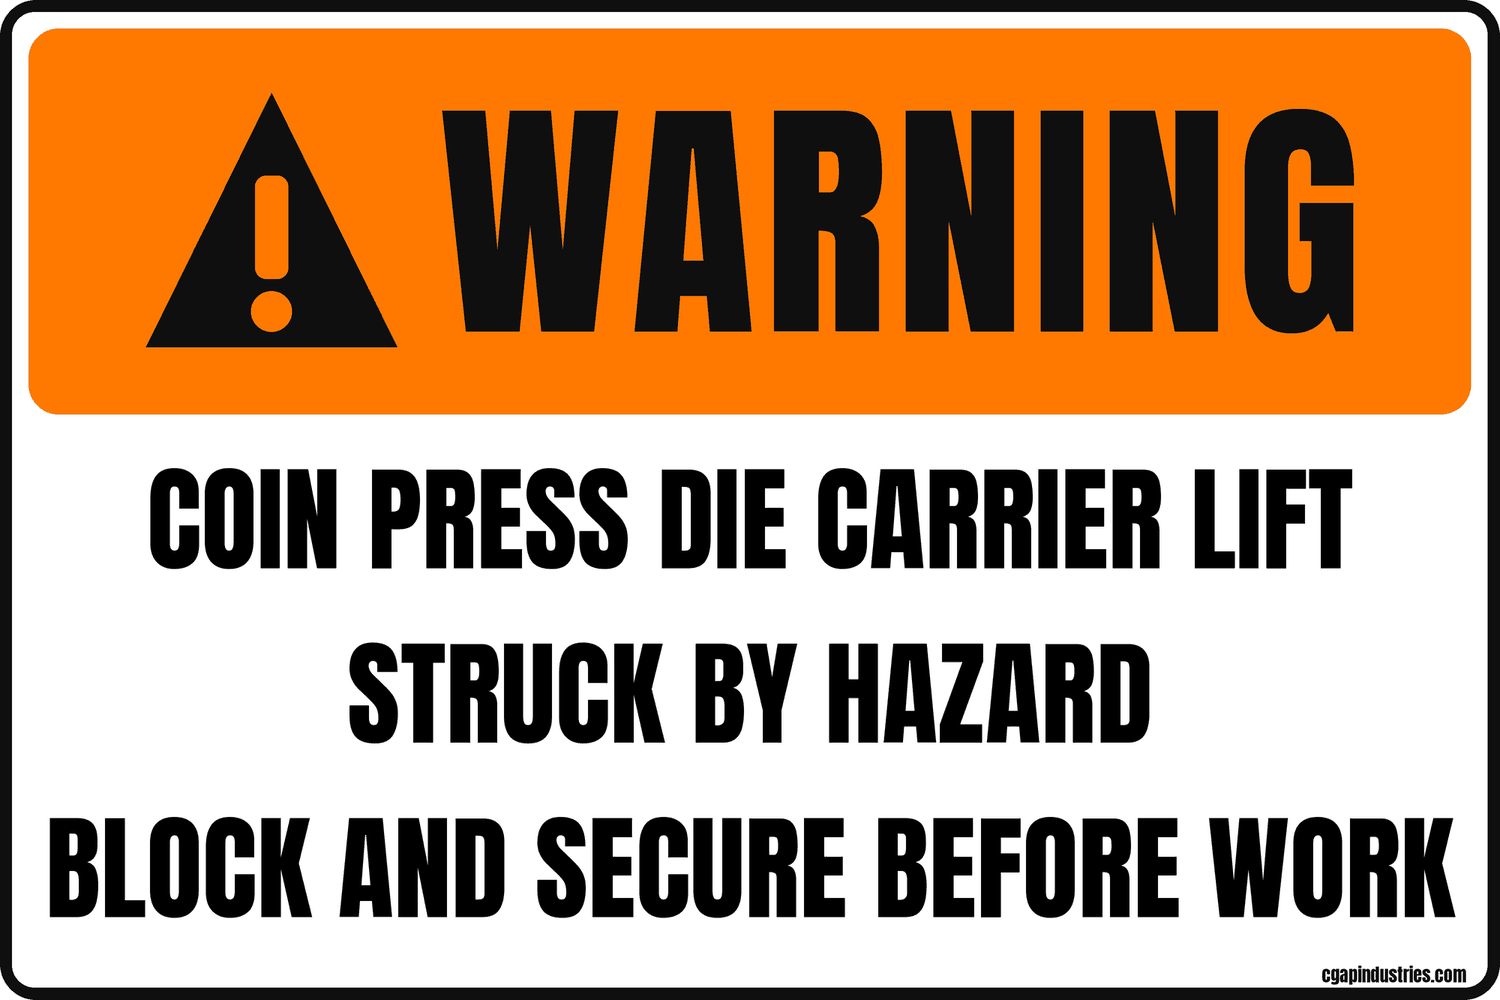 WARNING
COIN PRESS DIE CARRIER LIFT
STRUCK BY HAZARD
BLOCK AND SECURE BEFORE WORK
cgapindustries.com